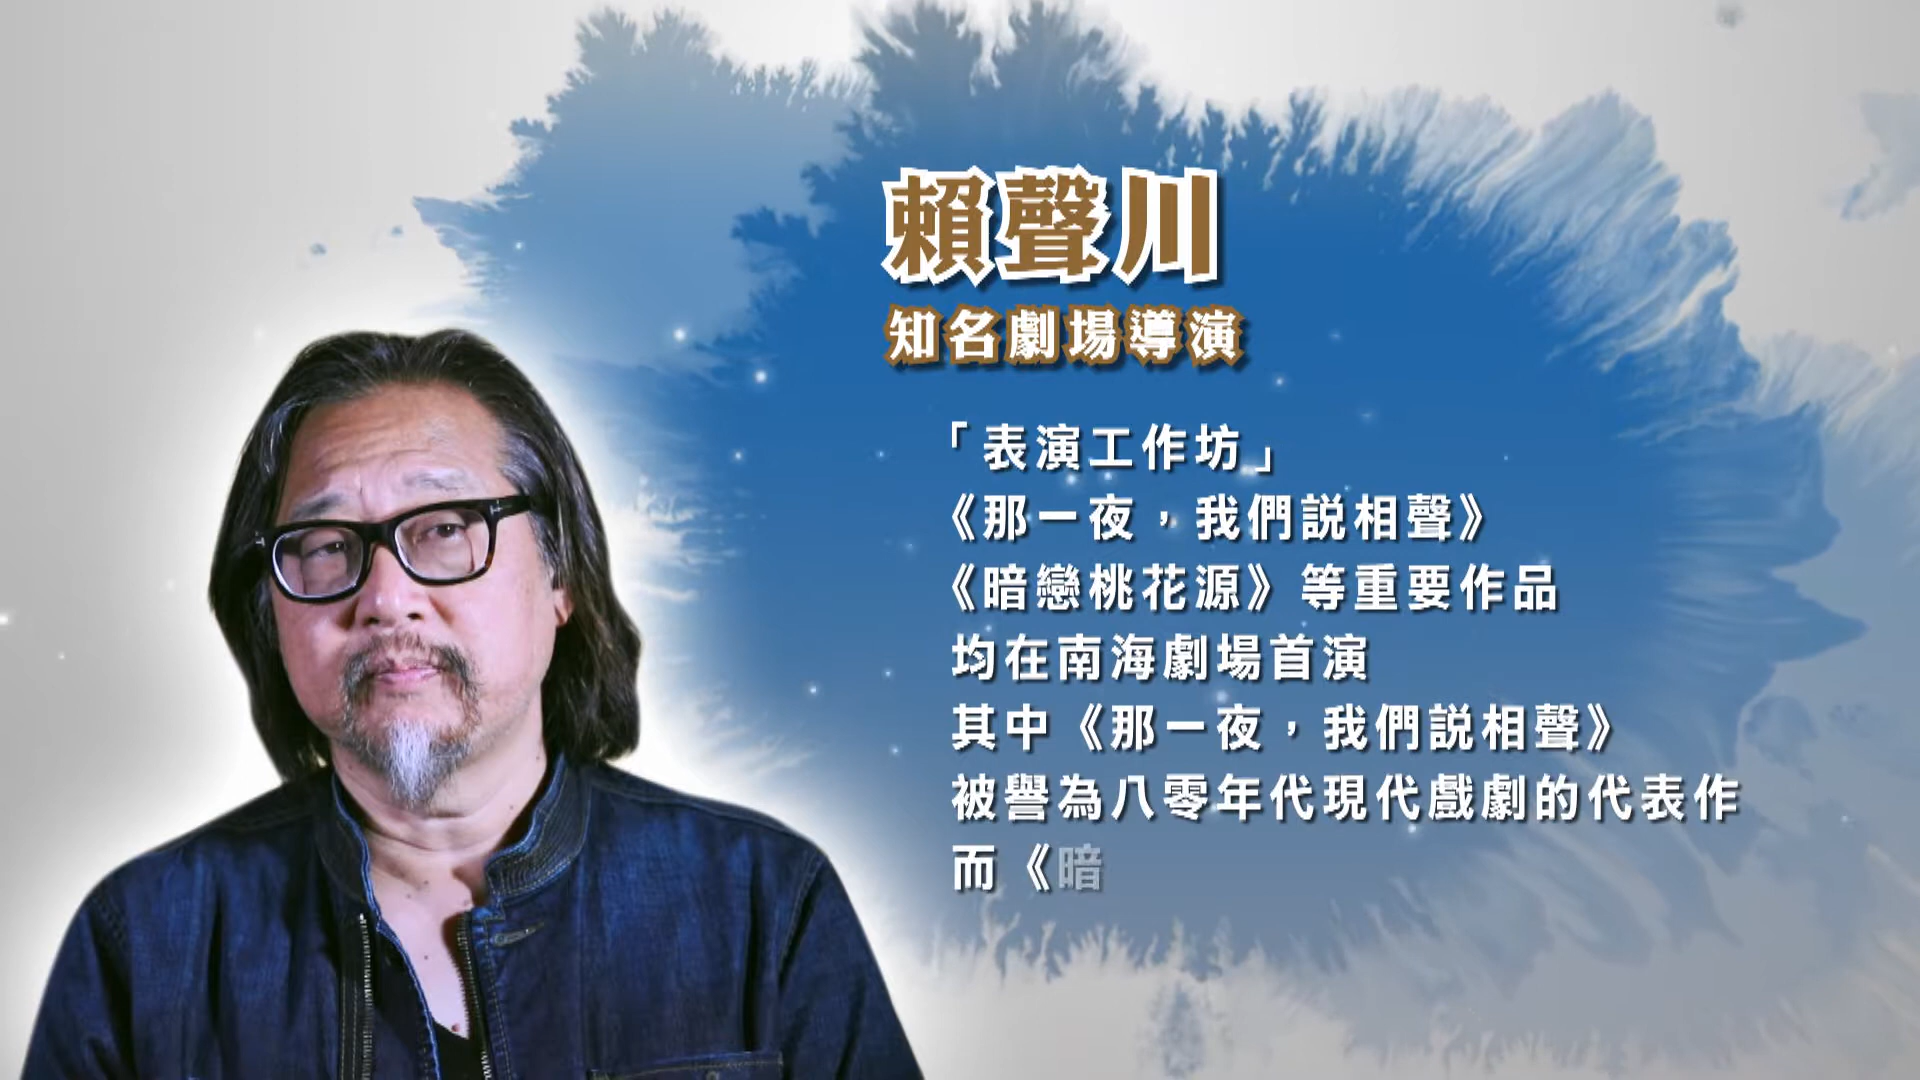 賴聲川
知名劇場導演
「表演工作坊」
《那一夜，我們說相聲》
《暗戀桃花源》等重要作品
均在南海劇場首演
其中《那一夜，我們說相聲》
被譽為八零年代現代戲劇的代表作
而《暗